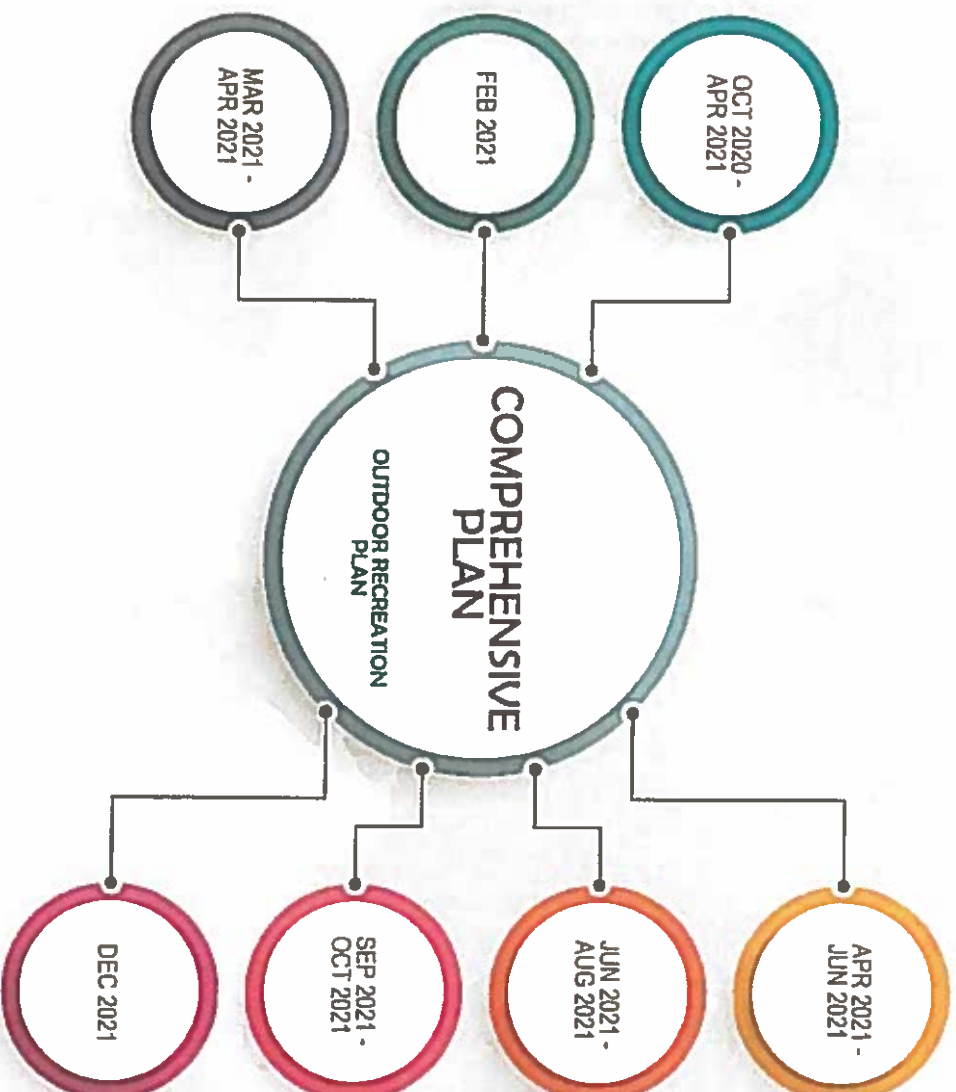 OCT 2020 -
APR 2021
FEB 2021
MAR 2021 -
APR 2021
COMPREHENSIVE
PLAN
OUTDOOR RECREATION
PLAN
APR 2021 -
JUN 2021
JUN 2021 -
AUG 2021
SEP 2021 -
OCT 2021
DEC 2021